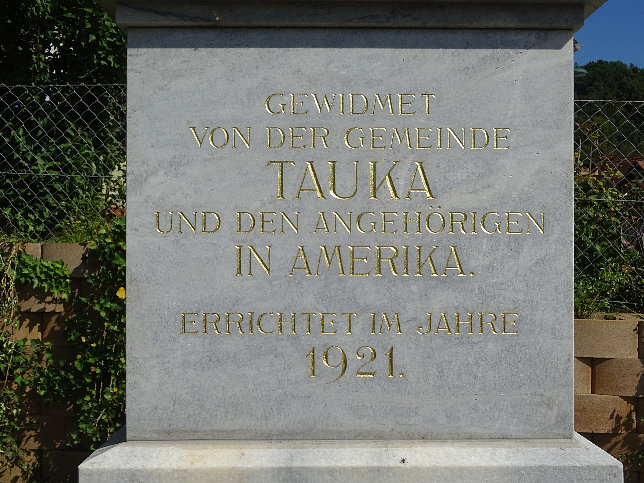 GEWIDMET
VON DER GEMEINDE
TAUKA
UND DEN ANGEHÖRIGEN
IN AMERIKA.
ERRICHTET IM JAHRE
1921.